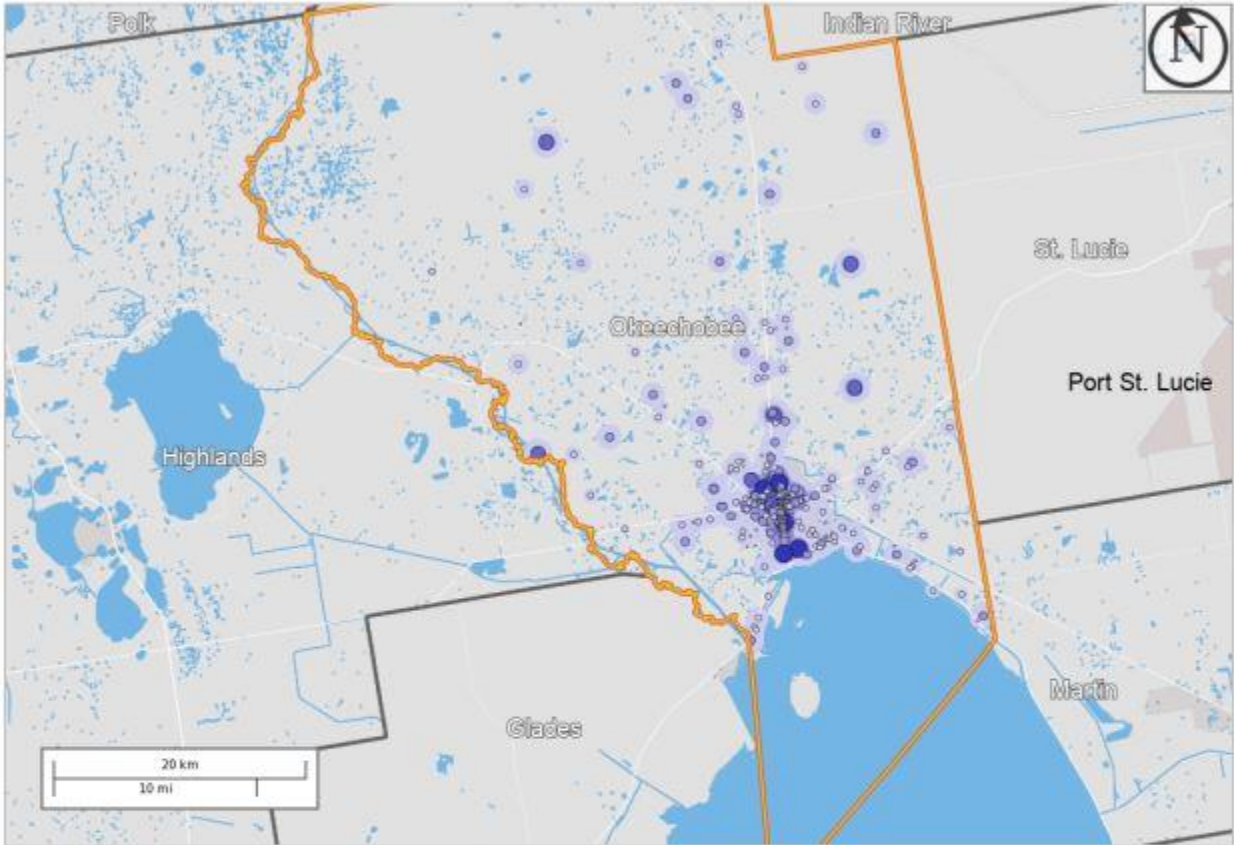 Polk
Indian River
N
St. Lucie
Okeechobee
Port St. Lucie
Highlands
Martin
Glades
20 km
10 mi